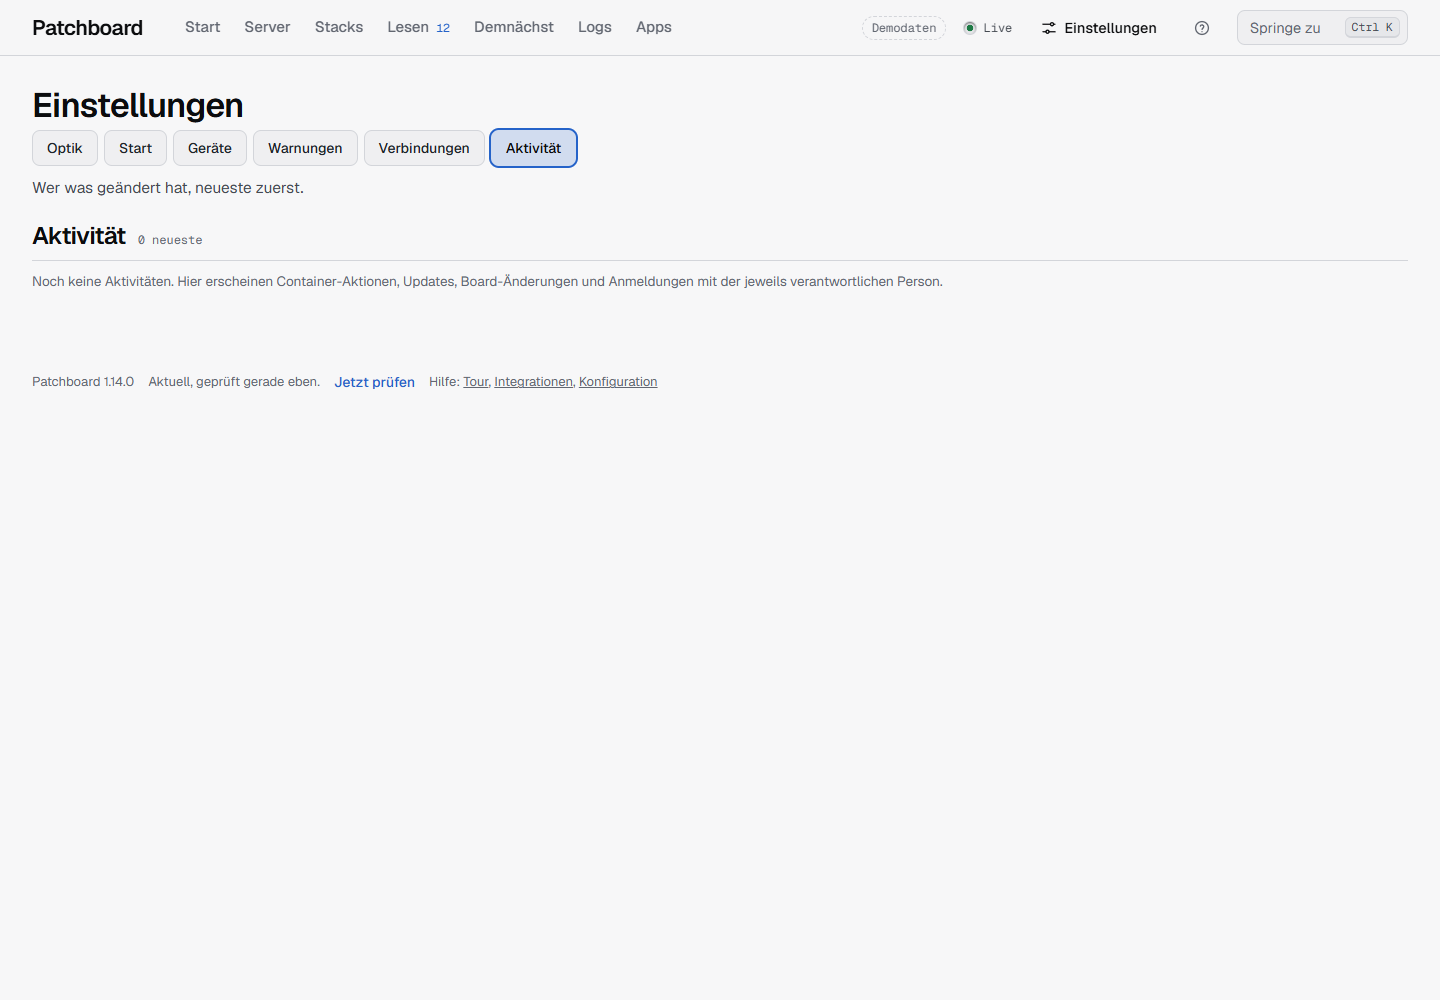 Patchboard Start Server Stacks Lesen 12 Demnächst Logs Apps Demodaten Live Einstellungen Springe zu Ctrl K
Einstellungen
Optik Start Geräte Warnungen Verbindungen Aktivität
Wer was geändert hat, neueste zuerst.
Aktivität 0 neueste
Noch keine Aktivitäten. Hier erscheinen Container-Aktionen, Updates, Board-Änderungen und Anmeldungen mit der jeweils verantwortlichen Person.
Patchboard 1.14.0 Aktuell, geprüft gerade eben. Jetzt prüfen Hilfe: Tour, Integrationen, Konfiguration